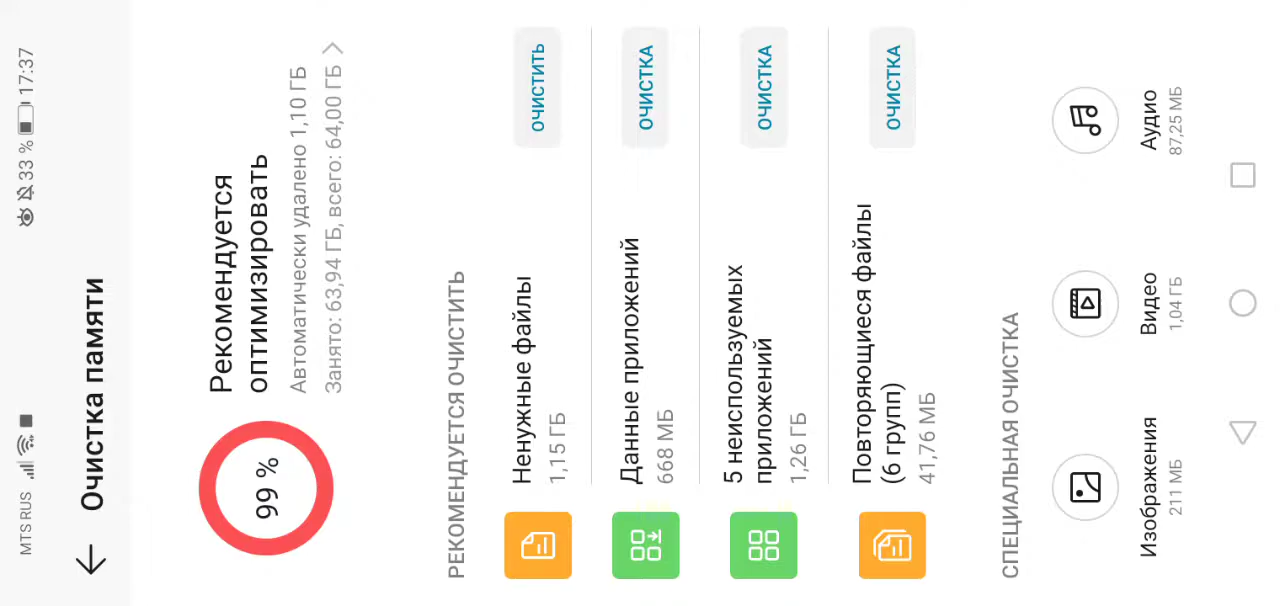 MTS RUS 33 % 17:37
Очистка памяти
99 %
Рекомендуется
оптимизировать
Автоматически удалено 1,10 ГБ
Занято: 63,94 ГБ, всего: 64,00 ГБ
РЕКОМЕНДУЕТСЯ ОЧИСТИТЬ
Ненужные файлы
1,15 ГБ
ОЧИСТИТЬ
Данные приложений
668 МБ
ОЧИСТКА
5 неиспользуемых
приложений
1,26 ГБ
ОЧИСТКА
Повторяющиеся файлы
(6 групп)
41,76 МБ
ОЧИСТКА
СПЕЦИАЛЬНАЯ ОЧИСТКА
Изображения
211 МБ
Видео
1,04 ГБ
Аудио
87,25 МБ